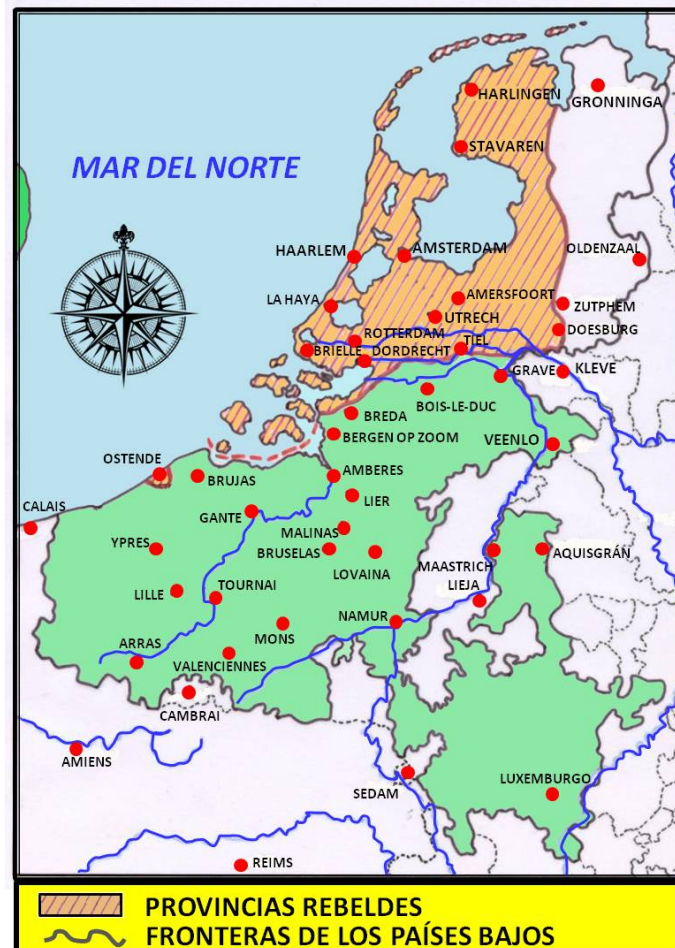 HARLINGEN
GRONNINGA
STAVAREN
MAR DEL NORTE
HAARLEM
AMSTERDAM
OLDENZAAL
LA HAYA
AMERSFOORT
ZUTPHEM
UTRECH
DOESBURG
ROTTERDAM
TIEL
BRIELLE
DORDRECHT
GRAVE
KLEVE
BOIS-LE-DUC
BREDA
BERGEN OP ZOOM
VEENLO
OSTENDE
BRUJAS
AMBERES
CALAIS
GANTE
LIER
MALINAS
YPRES
BRUSELAS
LOVAINA
MAASTRICH
AQUISGRÁN
LILLE
TOURNAI
LIEJA
NAMUR
MONS
ARRAS
VALENCIENNES
CAMBRAI
AMIENS
SEDAM
LUXEMBURGO
REIMS
PROVINCIAS REBELDES
FRONTERAS DE LOS PAÍSES BAJOS